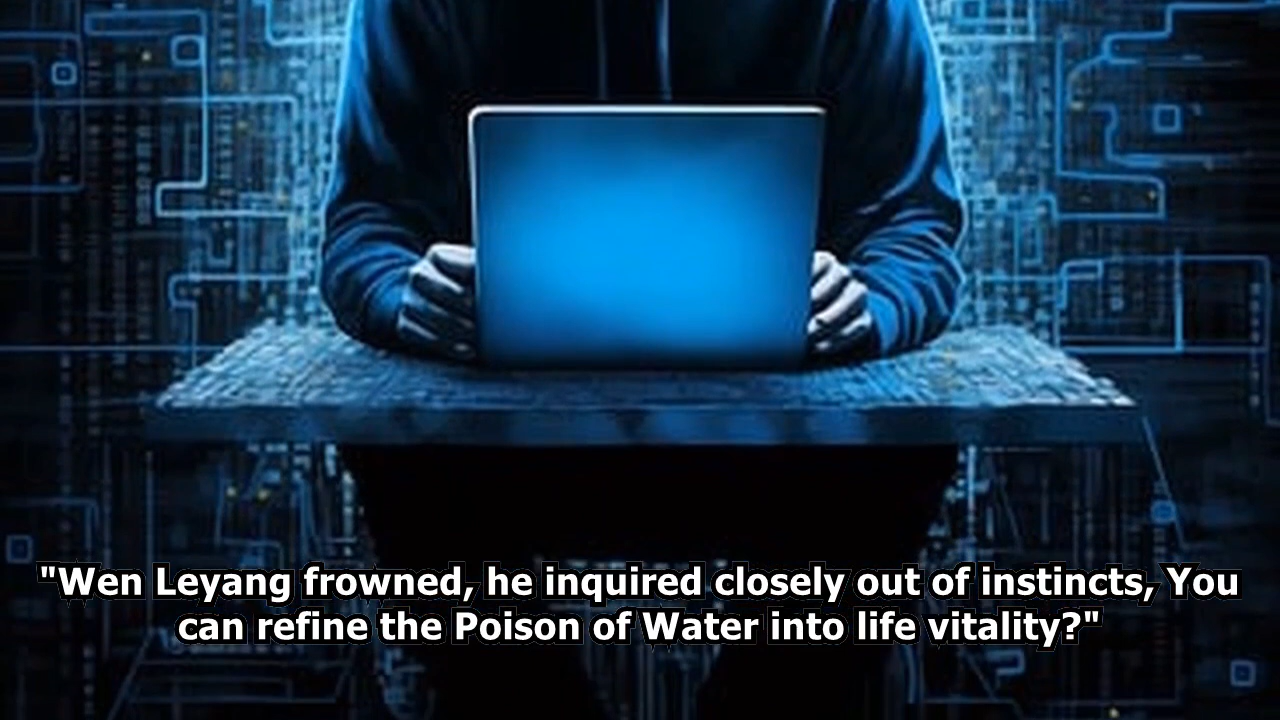 "Wen Leyang frowned, he inquired closely out of instincts, You
can refine the Poison of Water into life vitality?"